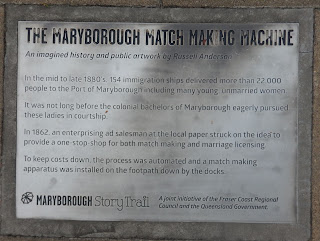 THE MARYBOROUGH MATCH MAKING MACHINE
An imagined history and public artwork by Russell Anderson
In the mid to late 1880's, 154 immigration ships delivered more than 22,000
people to the Port of Maryborough including many young, unmarried women.
It was not long before the colonial bachelors of Maryborough eagerly pursued
these ladies in courtship.
In 1862, an enterprising ad salesman at the local paper struck on the idea to
provide a one-stop-shop for both match making and marriage licensing.
To keep costs down, the process was automated and a match making
apparatus was installed on the footpath down by the docks.
MARYBOROUGH Story Trail
A joint initiative of the Fraser Coast Regional
Council and the Queensland Government.